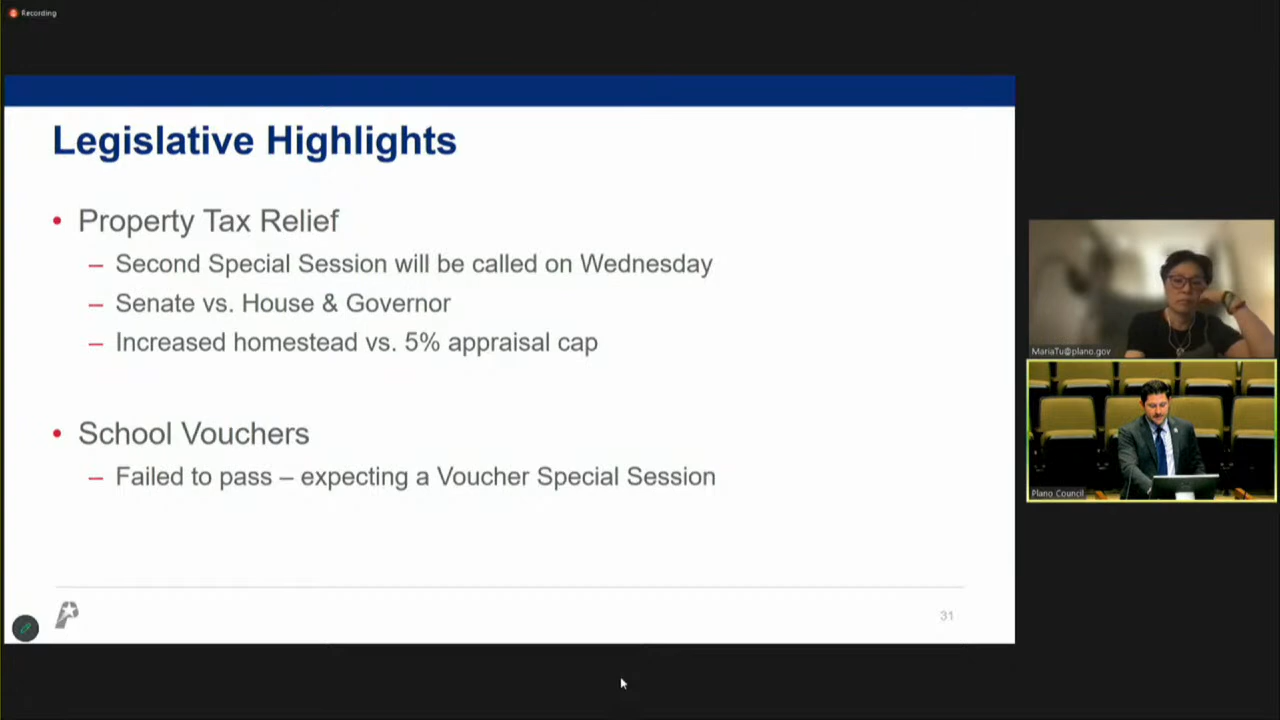 Recording
Legislative Highlights
• Property Tax Relief
– Second Special Session will be called on Wednesday
– Senate vs. House & Governor
– Increased homestead vs. 5% appraisal cap
• School Vouchers
– Failed to pass – expecting a Voucher Special Session
31
MariaTu@plano.gov
Plano Council